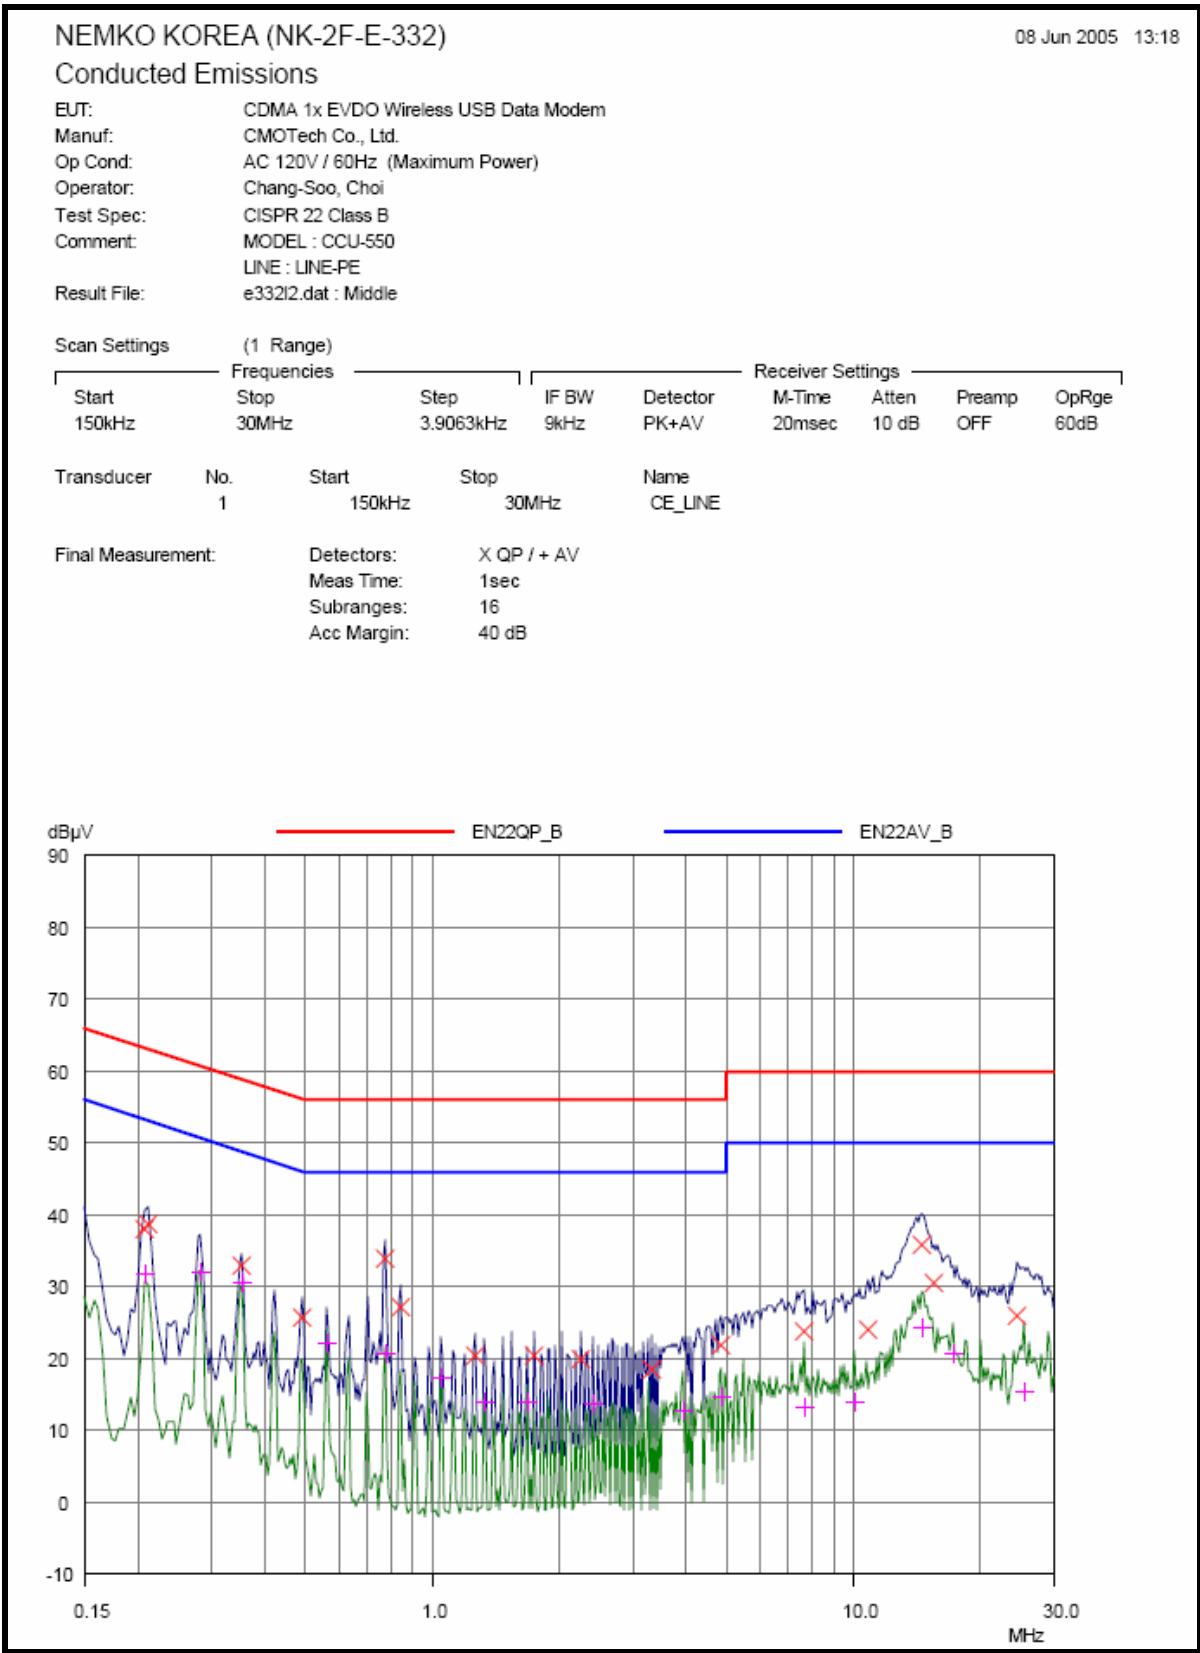 NEMKO KOREA (NK-2F-E-332) 08 Jun 2005 13:18
Conducted Emissions
EUT: CDMA 1x EVDO Wireless USB Data Modem
Manuf: CMOTech Co., Ltd.
Op Cond: AC 120V / 60Hz (Maximum Power)
Operator: Chang-Soo, Choi
Test Spec: CISPR 22 Class B
Comment: MODEL : CCU-550
LINE : LINE-PE
Result File: e332l2.dat : Middle
Scan Settings (1 Range)
Frequencies Receiver Settings
Start Stop Step IF BW Detector M-Time Atten Preamp OpRge
150kHz 30MHz 3.9063kHz 9kHz PK+AV 20msec 10 dB OFF 60dB
Transducer No. Start Stop Name
1 150kHz 30MHz CE_LINE
Final Measurement: Detectors: X QP / + AV
Meas Time: 1sec
Subranges: 16
Acc Margin: 40 dB
dBµV EN22QP_B EN22AV_B
90
80
70
60
50
40
30
20
10
0
-10
0.15 1.0 10.0 30.0
MHz